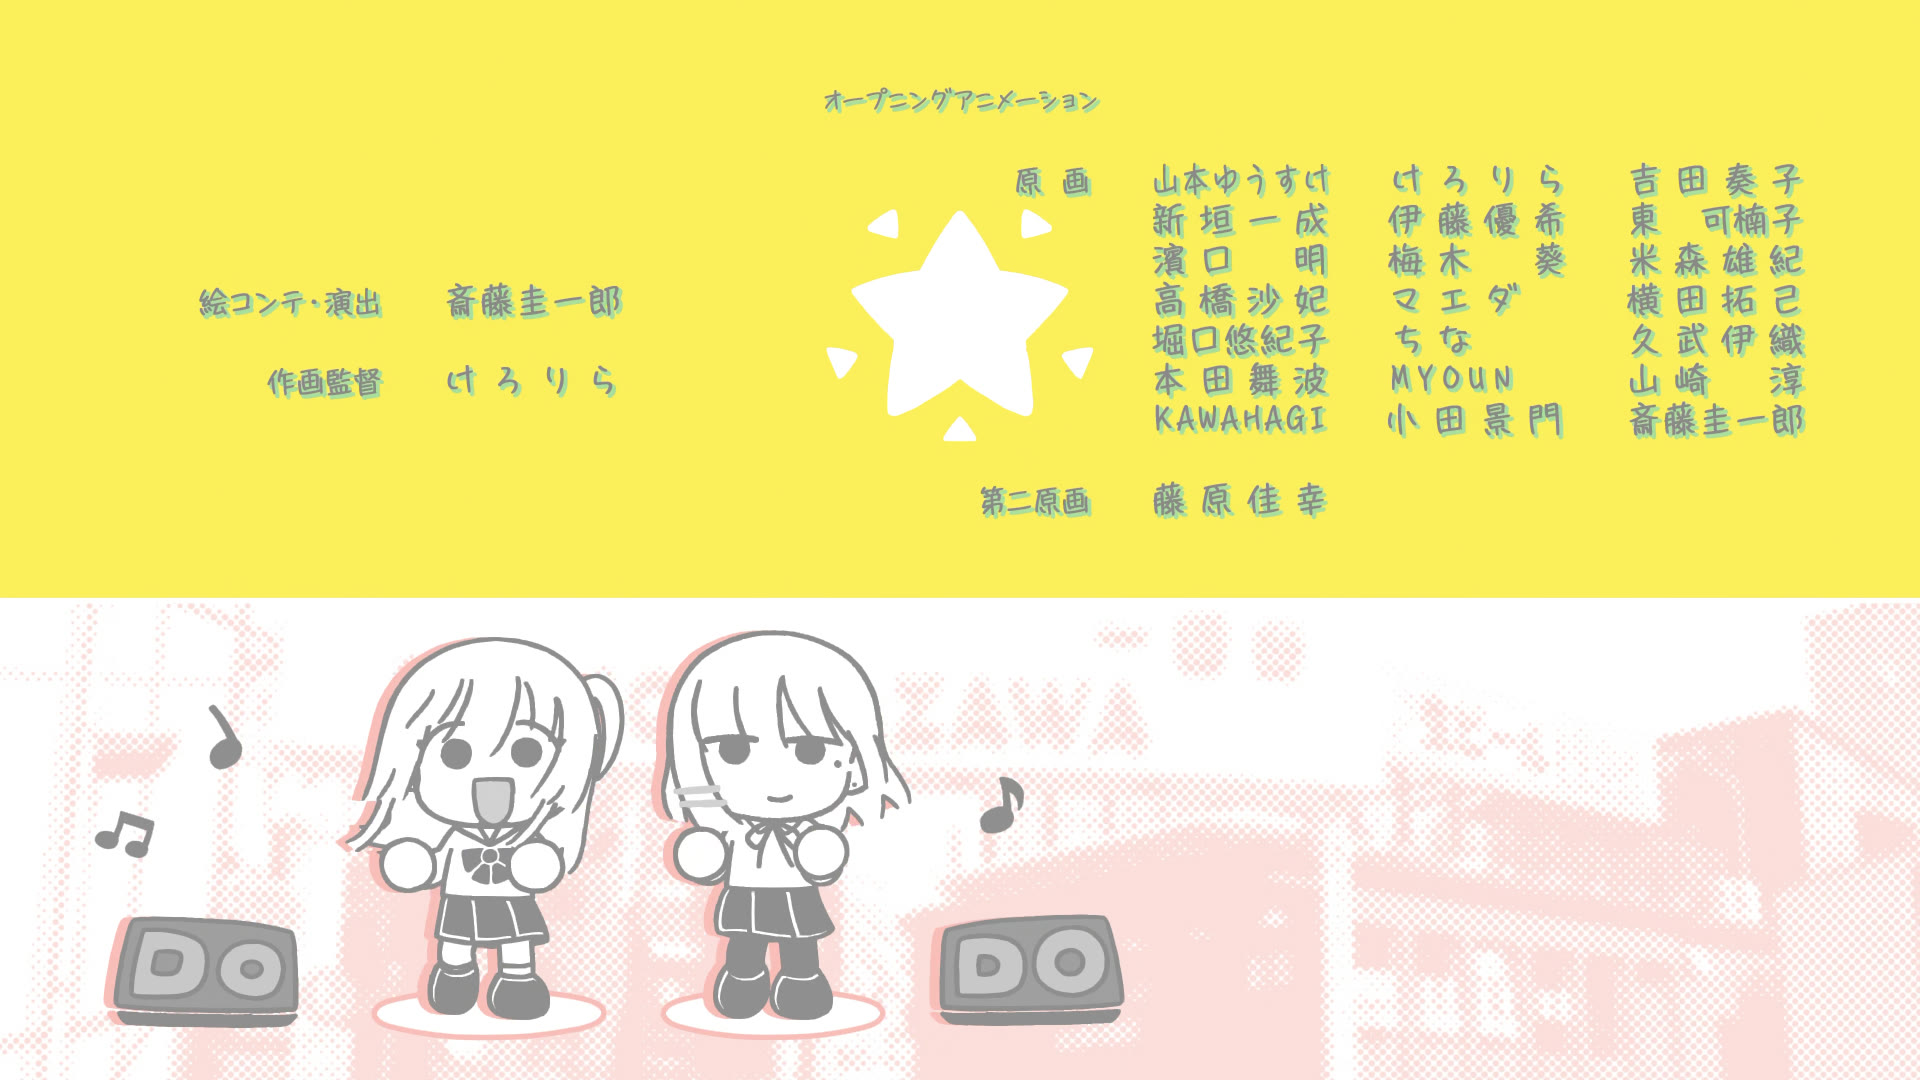 オープニングアニメーション
絵コンテ・演出 斎藤圭一郎
作画監督 けろりら
原画 山本ゆうすけ けろりら 吉田奏子
新垣一成 伊藤優希 東 可楠子
濱口 明 梅木 葵 米森雄紀
高橋沙妃 マエダ 横田拓己
堀口悠紀子 ちな 久武伊織
本田舞波 MYOUN 山崎 淳
KAWAHAGI 小田景門 斎藤圭一郎
第二原画 藤原佳幸
DO
DO